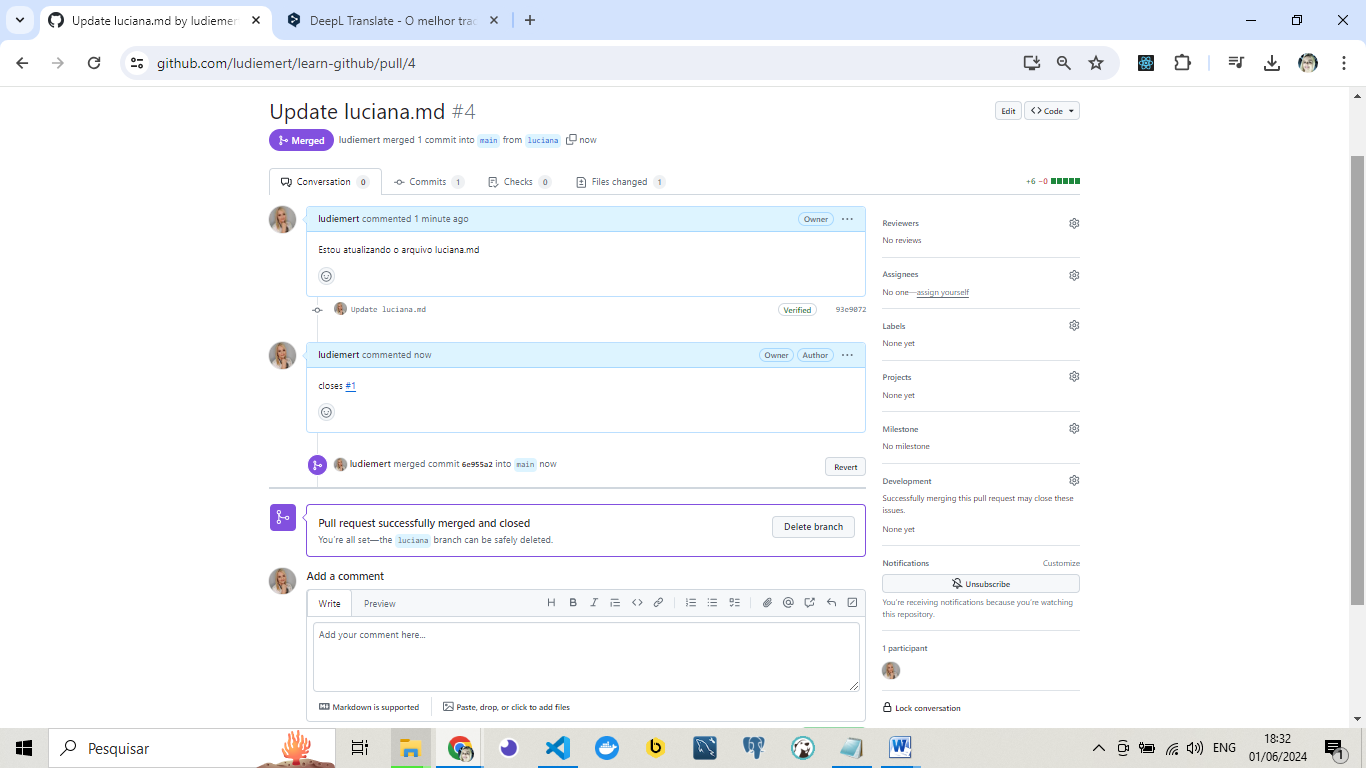 Update luciana.md by ludiemer
DeepL Translate - O melhor trad
github.com/ludiemert/learn-github/pull/4
Update luciana.md #4
Edit
Code
Merged
ludiemert merged 1 commit into main from luciana now
Conversation 0
Commits 1
Checks 0
Files changed 1
+6 −0
ludiemert commented 1 minute ago
Owner
Estou atualizando o arquivo luciana.md
Update luciana.md
Verified
93e9072
ludiemert commented now
Owner
Author
closes #1
ludiemert merged commit 6e955a2 into main now
Revert
Pull request successfully merged and closed
You're all set—the luciana branch can be safely deleted.
Delete branch
Add a comment
Write
Preview
Add your comment here...
Markdown is supported
Paste, drop, or click to add files
Reviewers
No reviews
Assignees
No one—assign yourself
Labels
None yet
Projects
None yet
Milestone
No milestone
Development
Successfully merging this pull request may close these
issues.
None yet
Notifications
Customize
Unsubscribe
You're receiving notifications because you're watching
this repository.
1 participant
Lock conversation
Pesquisar
ENG
18:32
01/06/2024
1